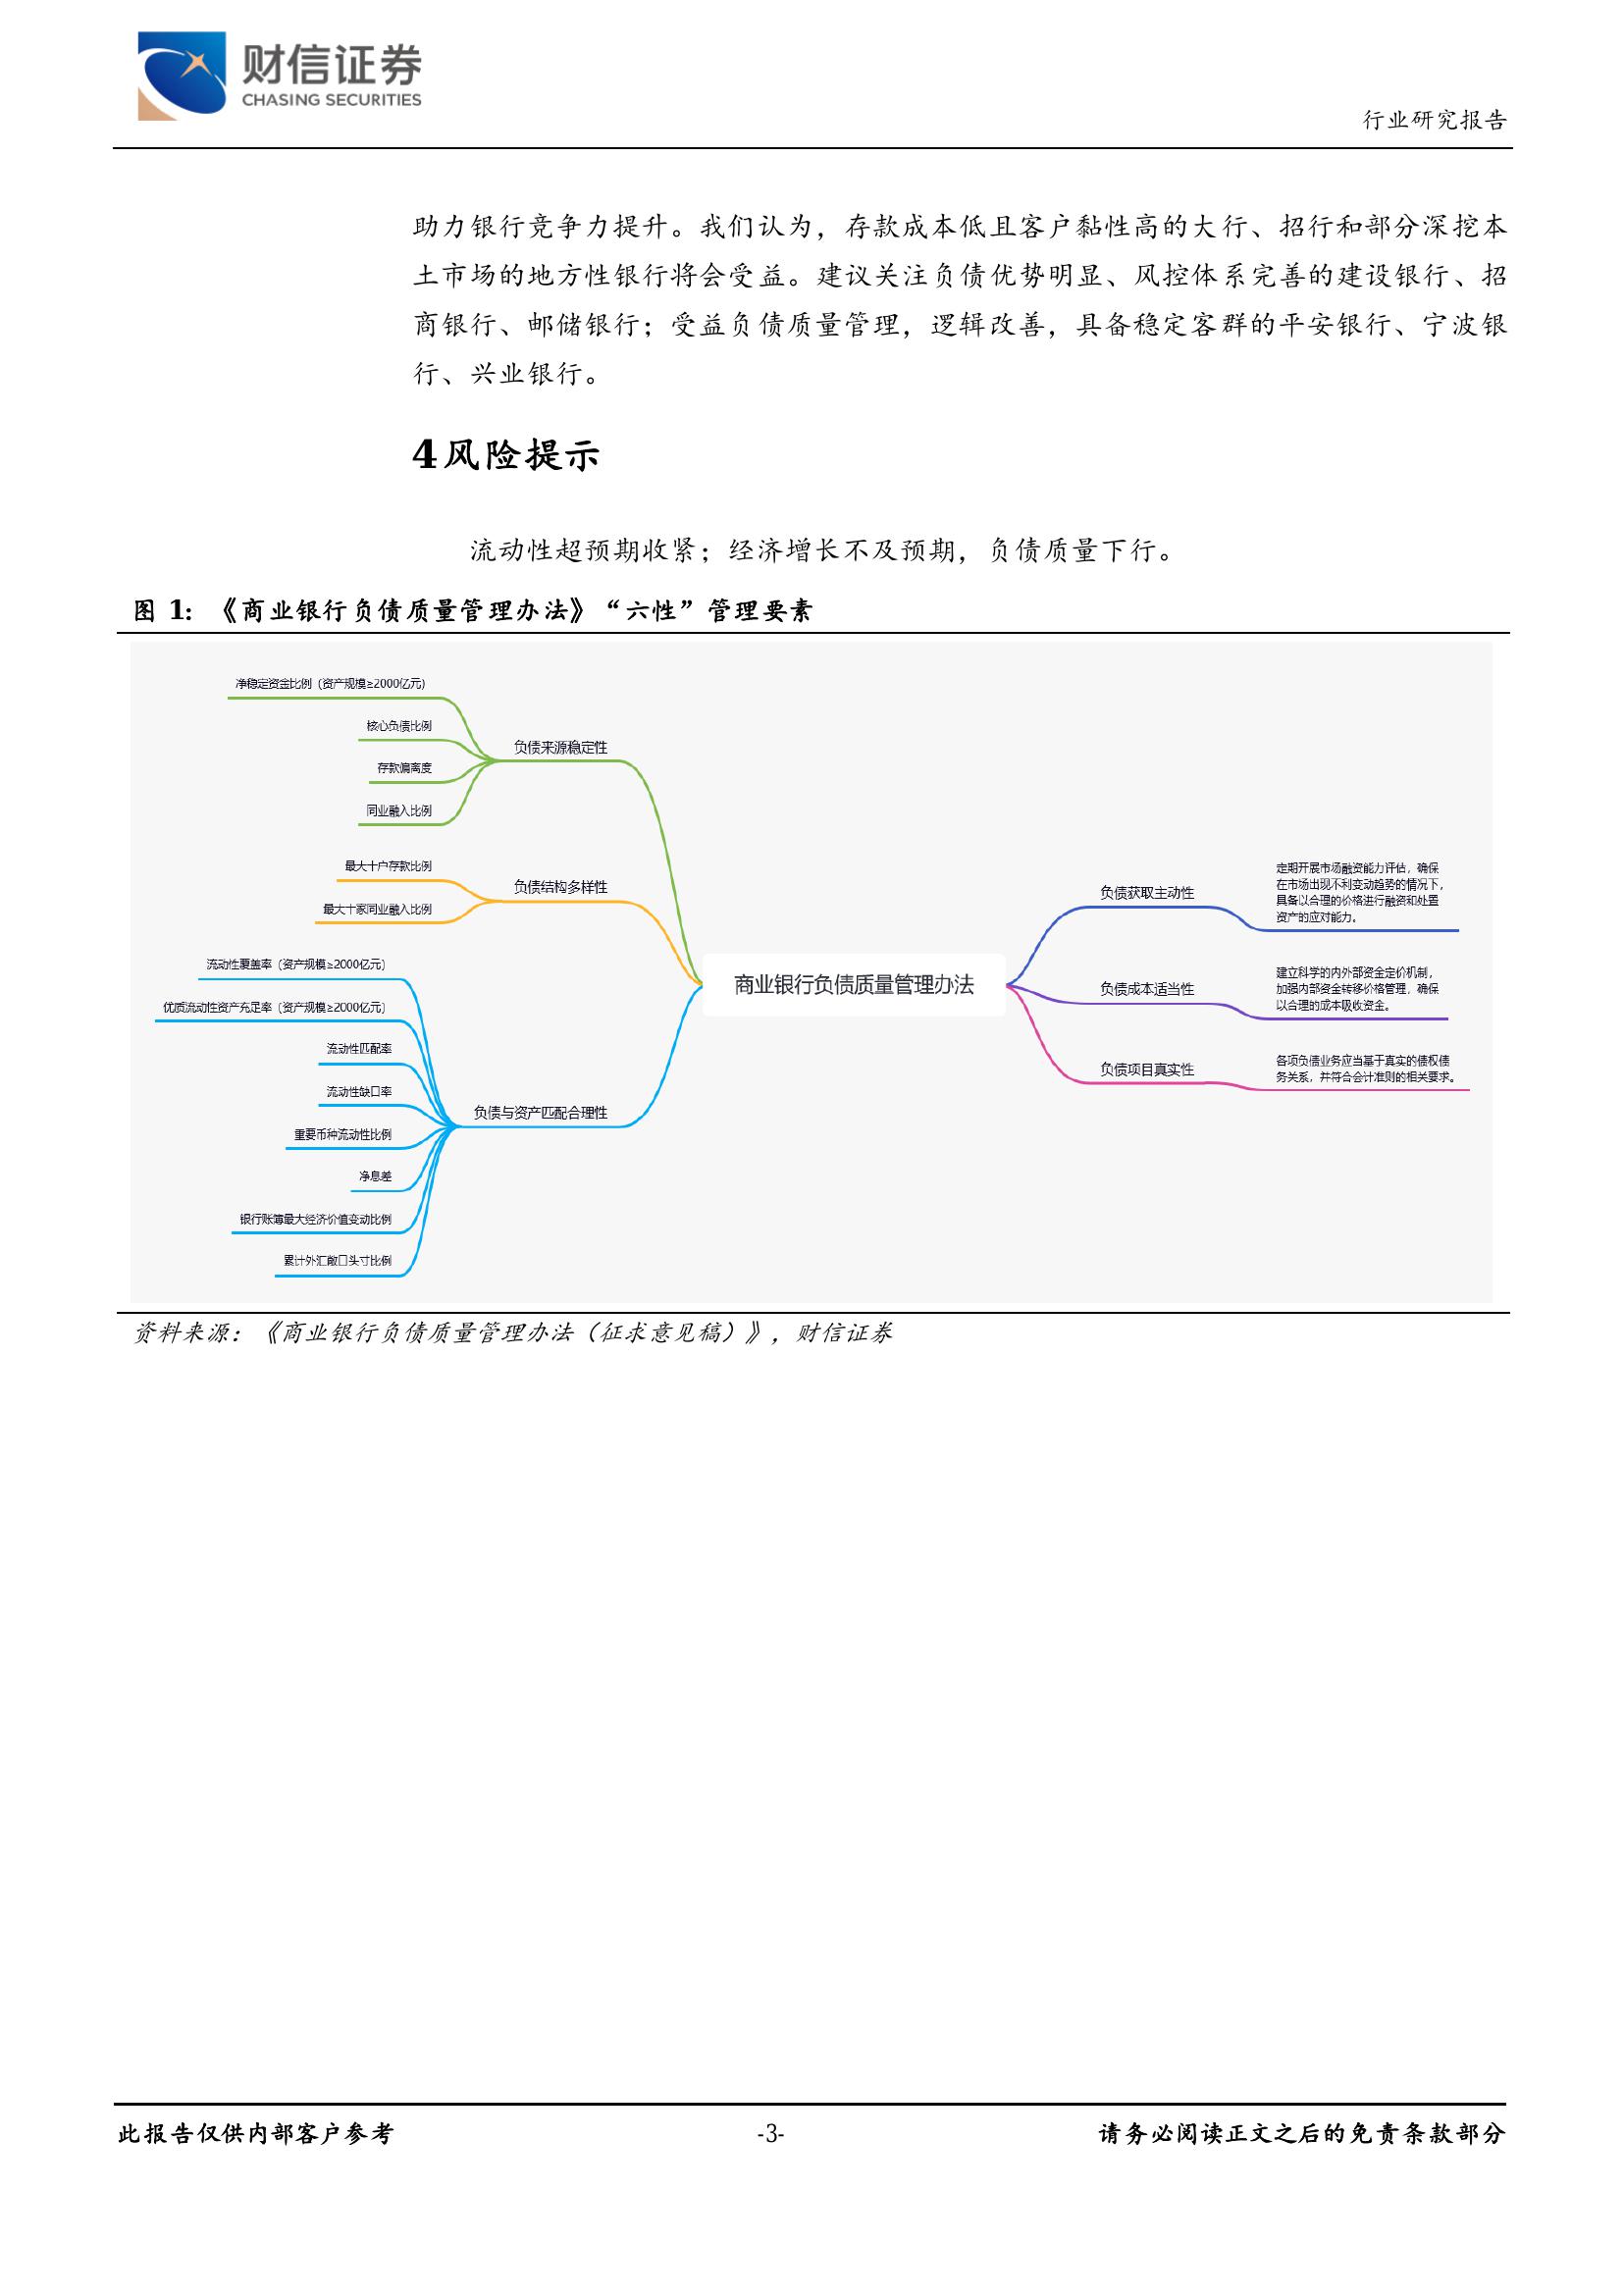 财信证券
CHASING SECURITIES
行业研究报告
助力银行竞争力提升。我们认为，存款成本低且客户黏性高的大行、招行和部分深挖本
土市场的地方性银行将会受益。建议关注负债优势明显、风控体系完善的建设银行、招
商银行、邮储银行；受益负债质量管理，逻辑改善，具备稳定客群的平安银行、宁波银
行、兴业银行。
4 风险提示
流动性超预期收紧；经济增长不及预期，负债质量下行。
图 1：《商业银行负债质量管理办法》“六性”管理要素
净稳定资金比例（资产规模≥2000亿元）
核心负债比例
存款偏离度
同业融入比例
负债来源稳定性
最大十户存款比例
最大十家同业融入比例
负债结构多样性
流动性覆盖率（资产规模≥2000亿元）
优质流动性资产充足率（资产规模≥2000亿元）
流动性匹配率
流动性缺口率
重要币种流动性比例
净息差
银行账簿最大经济价值变动比例
累计外汇敞口头寸比例
负债与资产匹配合理性
商业银行负债质量管理办法
负债获取主动性
定期开展市场融资能力评估，确保
在市场出现不利变动趋势的情况下，
具备以合理的价格进行融资和处置
资产的应对能力。
负债成本适当性
建立科学的内外部资金定价机制，
加强内部资金转移价格管理，确保
以合理的成本吸收资金。
负债项目真实性
各项负债业务应当基于真实的债权债
务关系，并符合会计准则的相关要求。
资料来源：《商业银行负债质量管理办法（征求意见稿）》，财信证券
此报告仅供内部客户参考
-3-
请务必阅读正文之后的免责条款部分